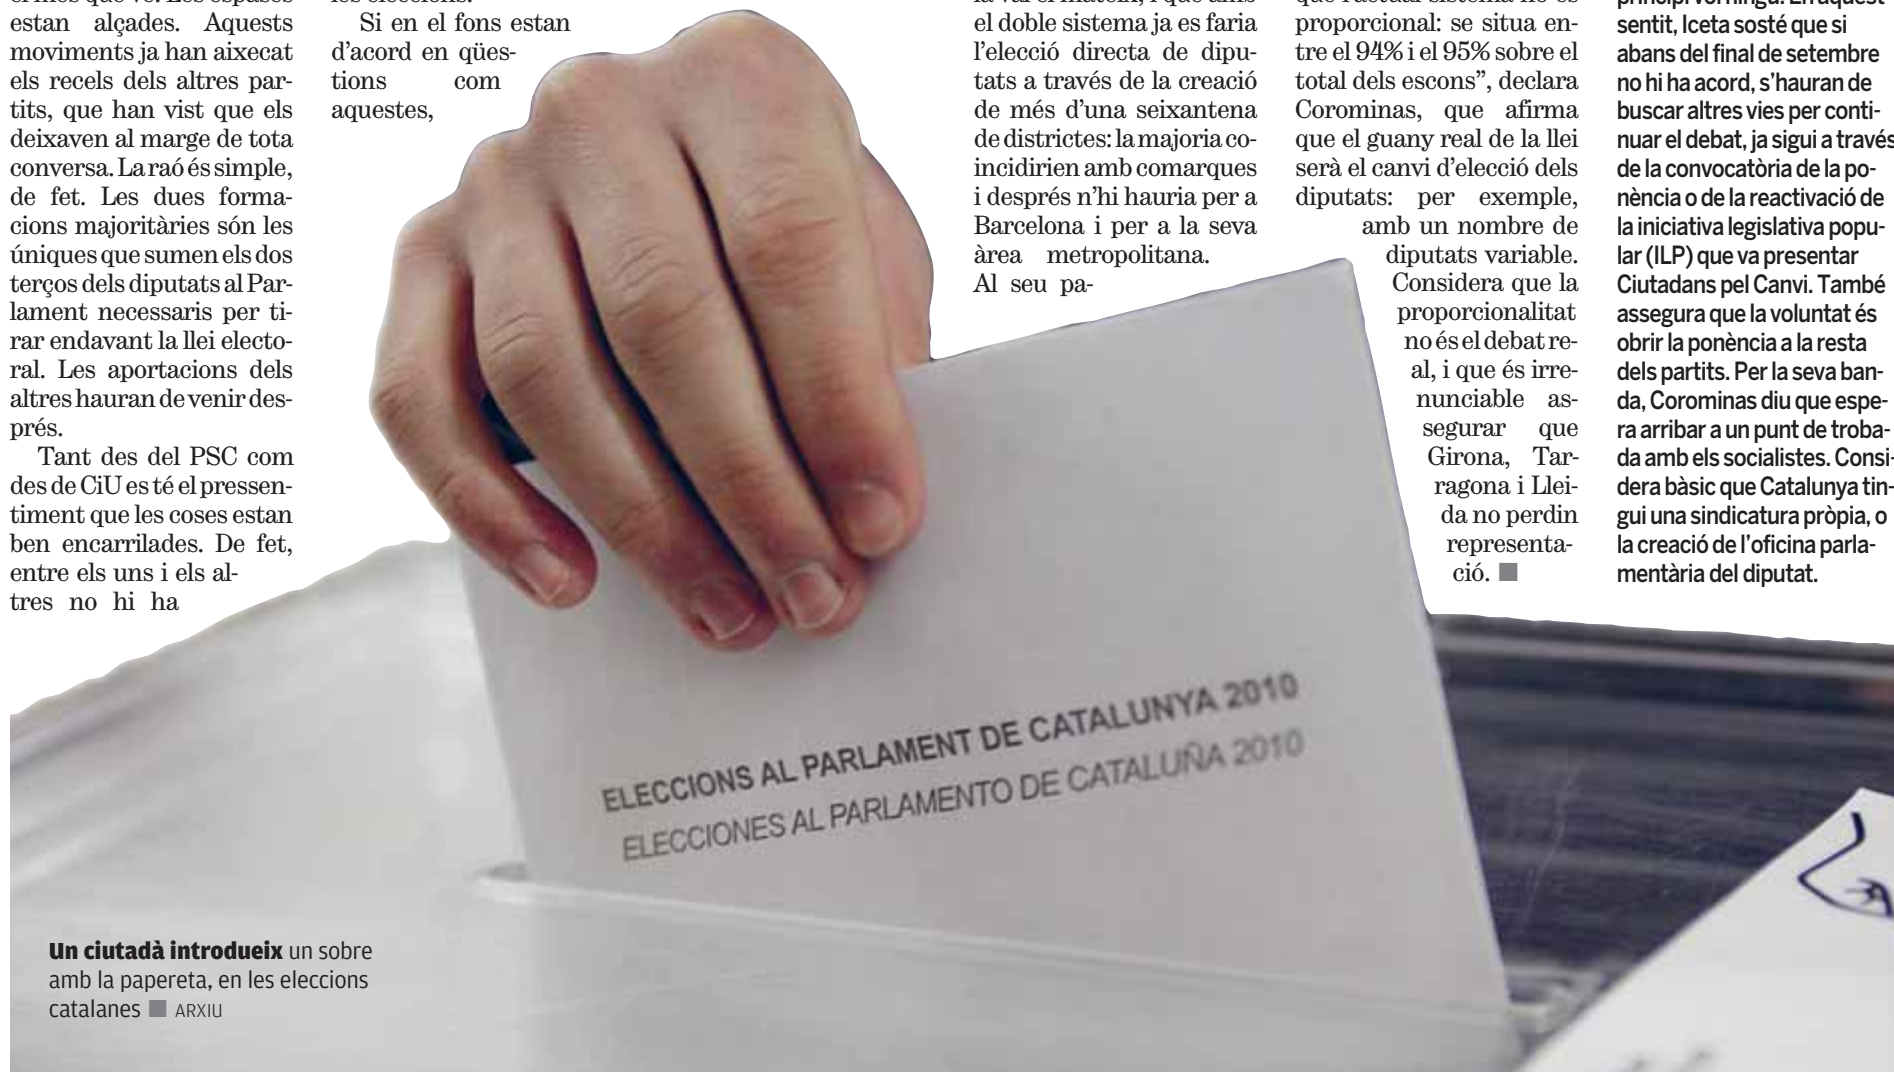 estan alçades. Aquests
moviments ja han aixecat
els recels dels altres par-
tits, que han vist que els
deixaven al marge de tota
conversa. La raó és simple,
de fet. Les dues forma-
cions majoritàries són les
úniques que sumen els dos
terços dels diputats al Par-
lament necessaris per ti-
rar endavant la llei electo-
ral. Les aportacions dels
altres hauran de venir des-
prés.
Tant des del PSC com
des de CiU es té el pressen-
timent que les coses estan
ben encarrilades. De fet,
entre els uns i els al-
tres no hi ha
Si en el fons estan
d'acord en qües-
tions com
aquestes,
el doble sistema ja es faria
l'elecció directa de dipu-
tats a través de la creació
de més d'una seixantena
de districtes: la majoria co-
incidirien amb comarques
i després n'hi hauria per a
Barcelona i per a la seva
àrea metropolitana.
Al seu pa-
proporcional: se situa en-
tre el 94% i el 95% sobre el
total dels escons”, declara
Corominas, que afirma
que el guany real de la llei
serà el canvi d'elecció dels
diputats: per exemple,
amb un nombre de
diputats variable.
Considera que la
proporcionalitat
no és el debat re-
al, i que és irre-
nunciable as-
segurar que
Girona, Tar-
ragona i Llei-
da no perdin
representa-
ció.
sentit, Iceta sosté que si
abans del final de setembre
no hi ha acord, s'hauran de
buscar altres vies per conti-
nuar el debat, ja sigui a través
de la convocatòria de la po-
nència o de la reactivació de
la iniciativa legislativa popu-
lar (ILP) que va presentar
Ciutadans pel Canvi. També
assegura que la voluntat és
obrir la ponència a la resta
dels partits. Per la seva ban-
da, Corominas diu que espe-
ra arribar a un punt de troba-
da amb els socialistes. Consi-
dera bàsic que Catalunya tin-
gui una sindicatura pròpia, o
la creació de l'oficina parla-
mentària del diputat.
ELECCIONS AL PARLAMENT DE CATALUNYA 2010
ELECCIONES AL PARLAMENTO DE CATALUÑA 2010
Un ciutadà introdueix un sobre
amb la papereta, en les eleccions
catalanes ■ ARXIU